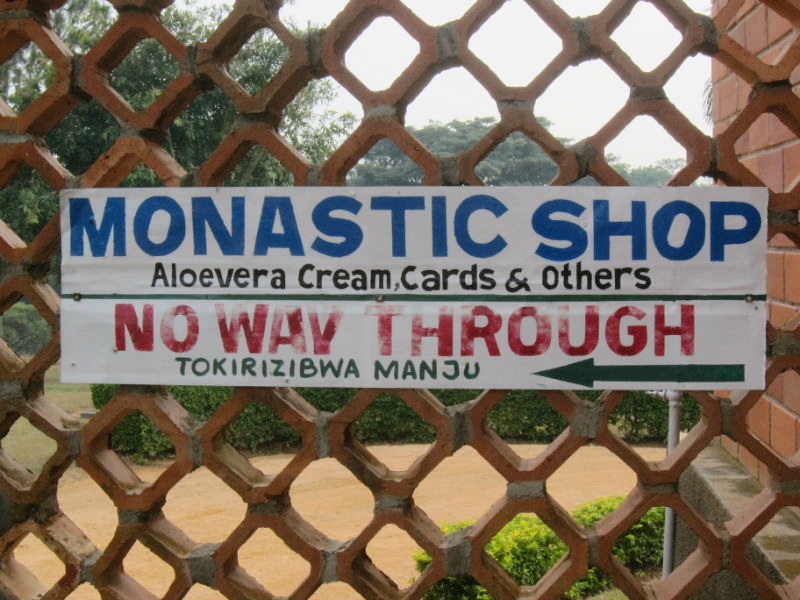 MONASTIC SHOP
Aloevera Cream, Cards & Others
NO WAY THROUGH
TOKIRIZIBWA MANJU